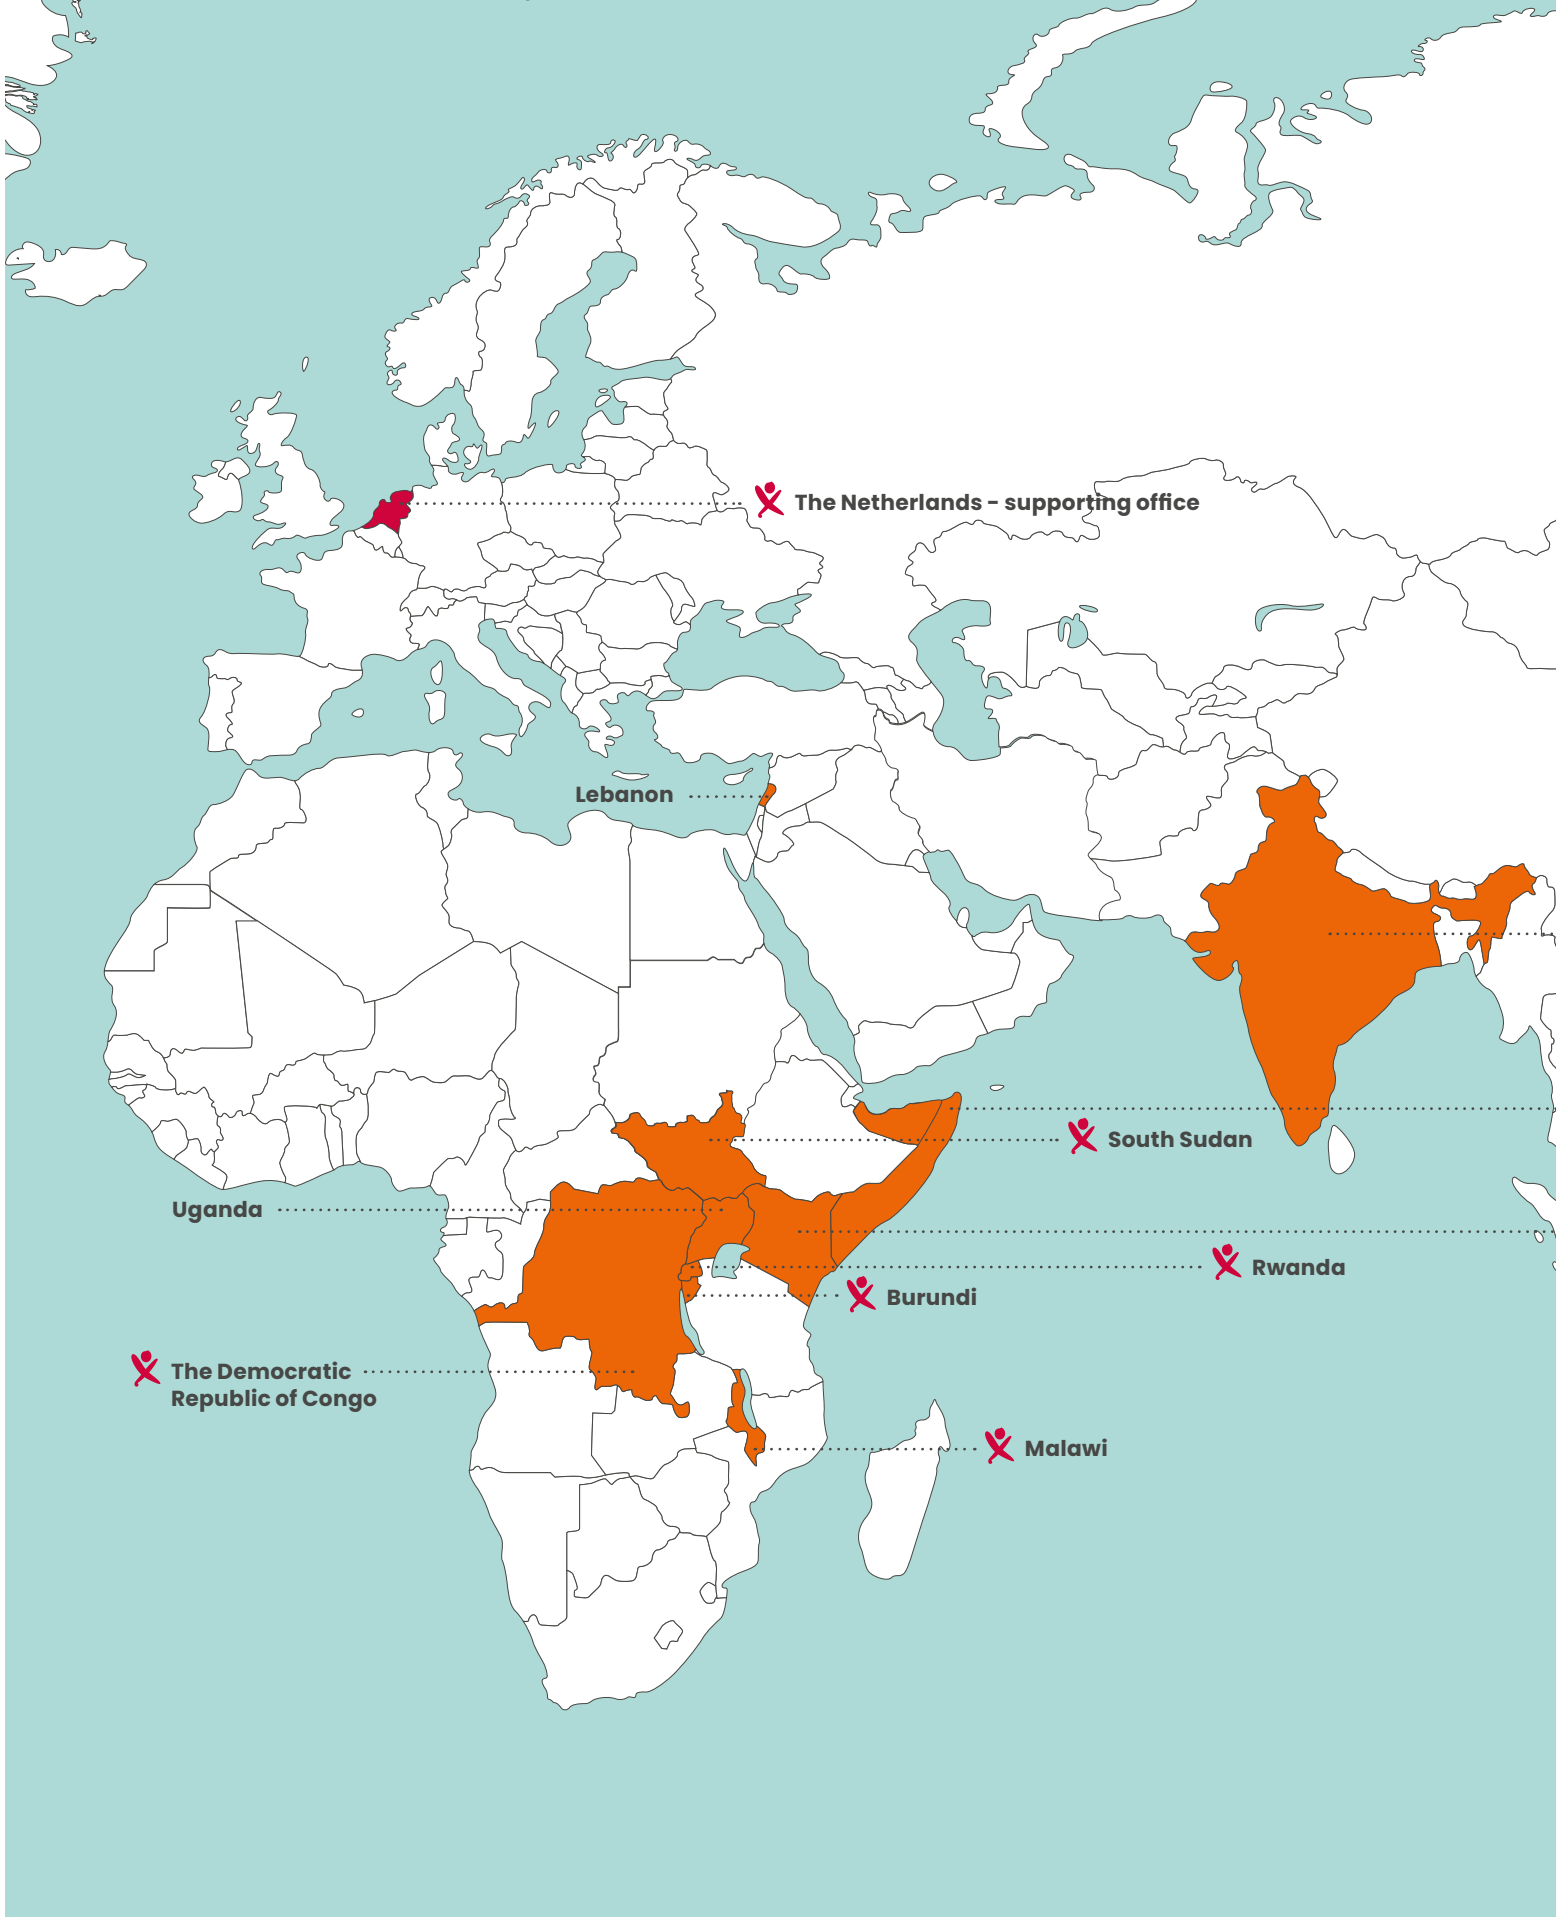 The Netherlands – supporting office
Lebanon
South Sudan
Uganda
Rwanda
Burundi
The Democratic
Republic of Congo
Malawi